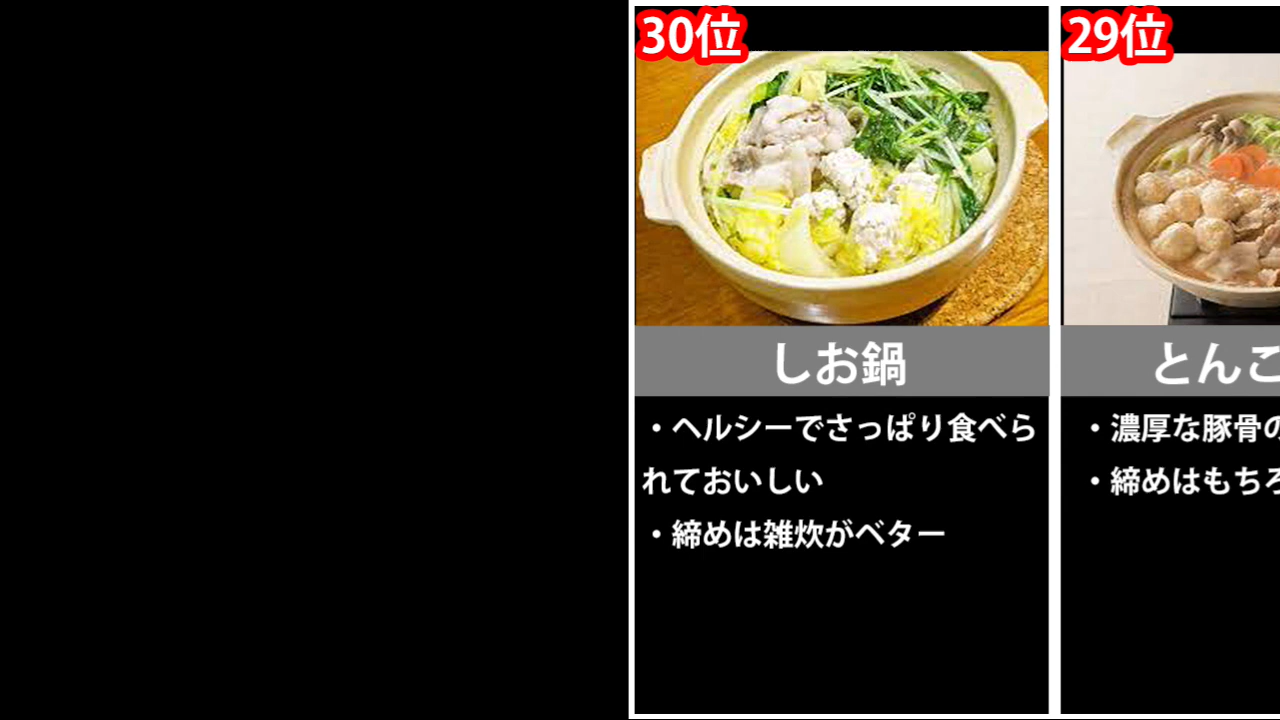 30位
しお鍋
・ヘルシーでさっぱり食べら
れておいしい
・締めは雑炊がベター
29位
とんこ
・濃厚な豚骨の
・締めはもちろ